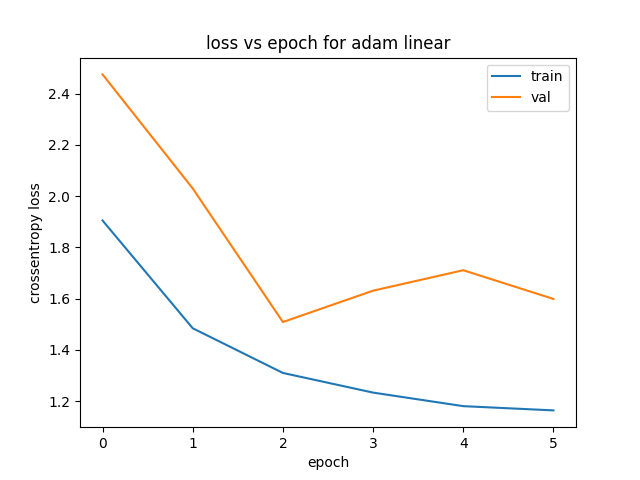 loss vs epoch for adam linear
train
val
crossentropy loss
2.4
2.2
2.0
1.8
1.6
1.4
1.2
0 1 2 3 4 5
epoch